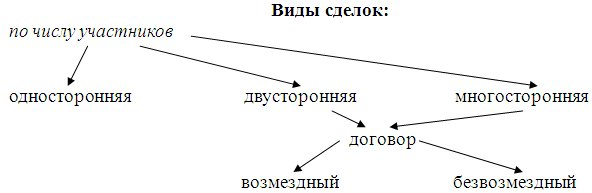 Виды сделок:
по числу участников
односторонняя двусторонняя многосторонняя
договор
возмездный безвозмездный